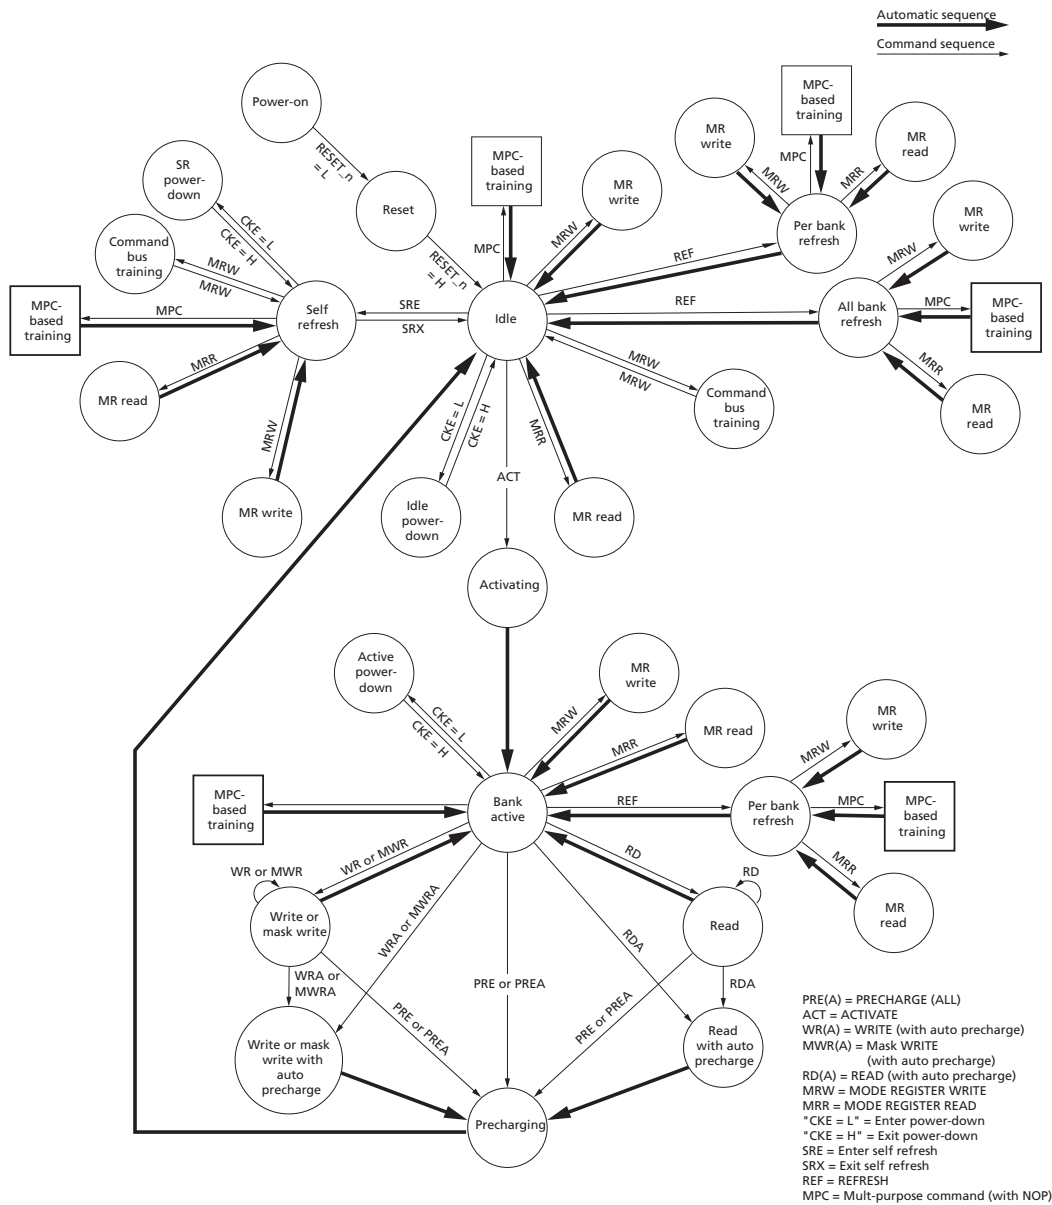 Automatic sequence
Command sequence
Power-on
RESET_n
= L
Reset
RESET_n
= H
SR
power-
down
CKE = L
CKE = H
Command
bus
training
MRW
MRW
MPC-
based
training
MPC
Self
refresh
MRR
MR read
MRW
MR write
SRE
SRX
Idle
MPC-
based
training
MPC
MR
write
MRW
MR
write
MRW
MPC-
based
training
MPC
MR
read
MRR
Per bank
refresh
REF
REF
All bank
refresh
MR
write
MRW
MPC
MPC-
based
training
MRR
MR
read
MRW
MRW
Command
bus
training
CKE = L
CKE = H
Idle
power-
down
ACT
MRR
MR read
Activating
Active
power-
down
CKE = L
CKE = H
MR
write
MRW
MRR
MR read
MPC-
based
training
Bank
active
REF
Per bank
refresh
MR
write
MRW
MPC
MPC-
based
training
MRR
MR
read
WR or MWR
WR or MWR
Write or
mask write
WRA or MWRA
WRA or
MWRA
PRE or PREA
PRE or PREA
RD
RD
Read
RDA
RDA
PRE or PREA
Write or mask
write with
auto
precharge
Read
with auto
precharge
Precharging
PRE(A) = PRECHARGE (ALL)
ACT = ACTIVATE
WR(A) = WRITE (with auto precharge)
MWR(A) = Mask WRITE
(with auto precharge)
RD(A) = READ (with auto precharge)
MRW = MODE REGISTER WRITE
MRR = MODE REGISTER READ
"CKE = L" = Enter power-down
"CKE = H" = Exit power-down
SRE = Enter self refresh
SRX = Exit self refresh
REF = REFRESH
MPC = Mult-purpose command (with NOP)